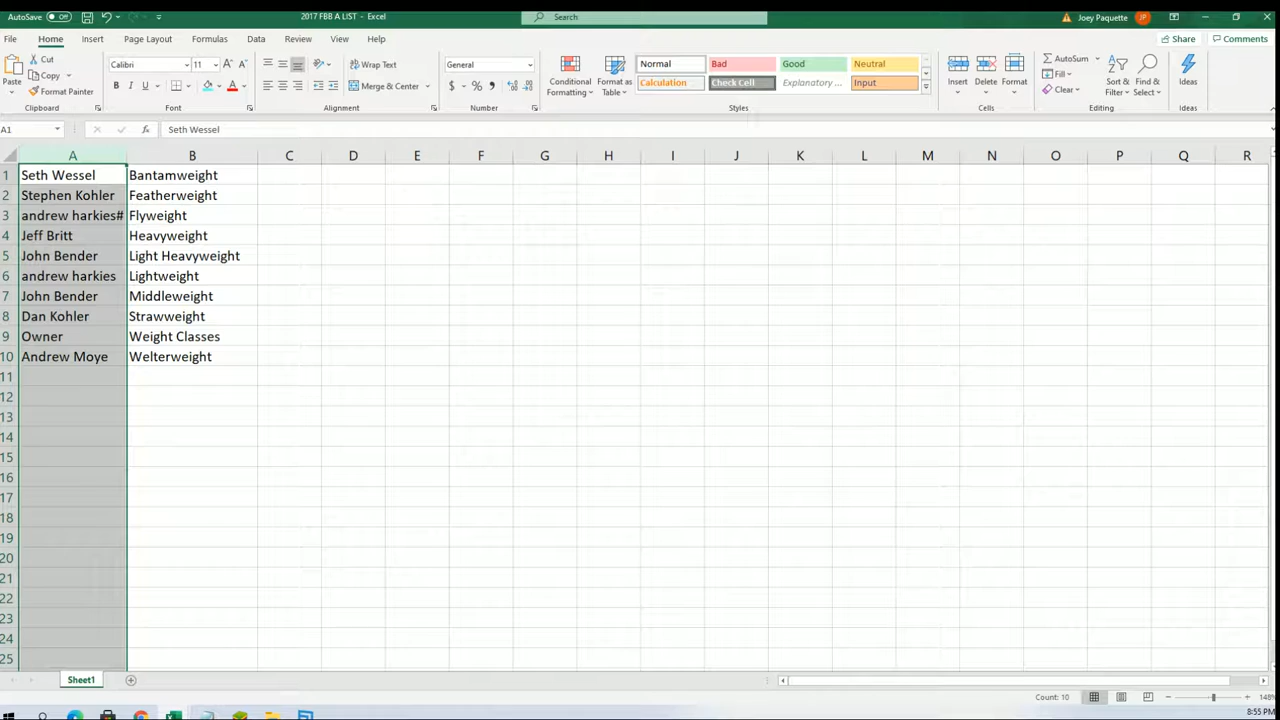 AutoSave Off 2017 FBB A LIST - Excel Search Joey Paquette JP
File Home Insert Page Layout Formulas Data Review View Help Share Comments
Cut Calibri 11 A A Wrap Text General Normal Bad Good Neutral AutoSum
Copy Fill
Paste Format Painter B I U Merge & Center $ % Conditional Formatting Format as Table Calculation Check Cell Explanatory ... Input Insert Delete Format Clear Sort & Filter Find & Select Ideas
Clipboard Font Alignment Number Styles Cells Editing Ideas
A1 fx Seth Wessel
A B C D E F G H I J K L M N O P Q R
1 Seth Wessel Bantamweight
2 Stephen Kohler Featherweight
3 andrew harkies# Flyweight
4 Jeff Britt Heavyweight
5 John Bender Light Heavyweight
6 andrew harkies Lightweight
7 John Bender Middleweight
8 Dan Kohler Strawweight
9 Owner Weight Classes
10 Andrew Moye Welterweight
11
12
13
14
15
16
17
18
19
20
21
22
23
24
25
Sheet1
Count: 10 148%
8:55 PM